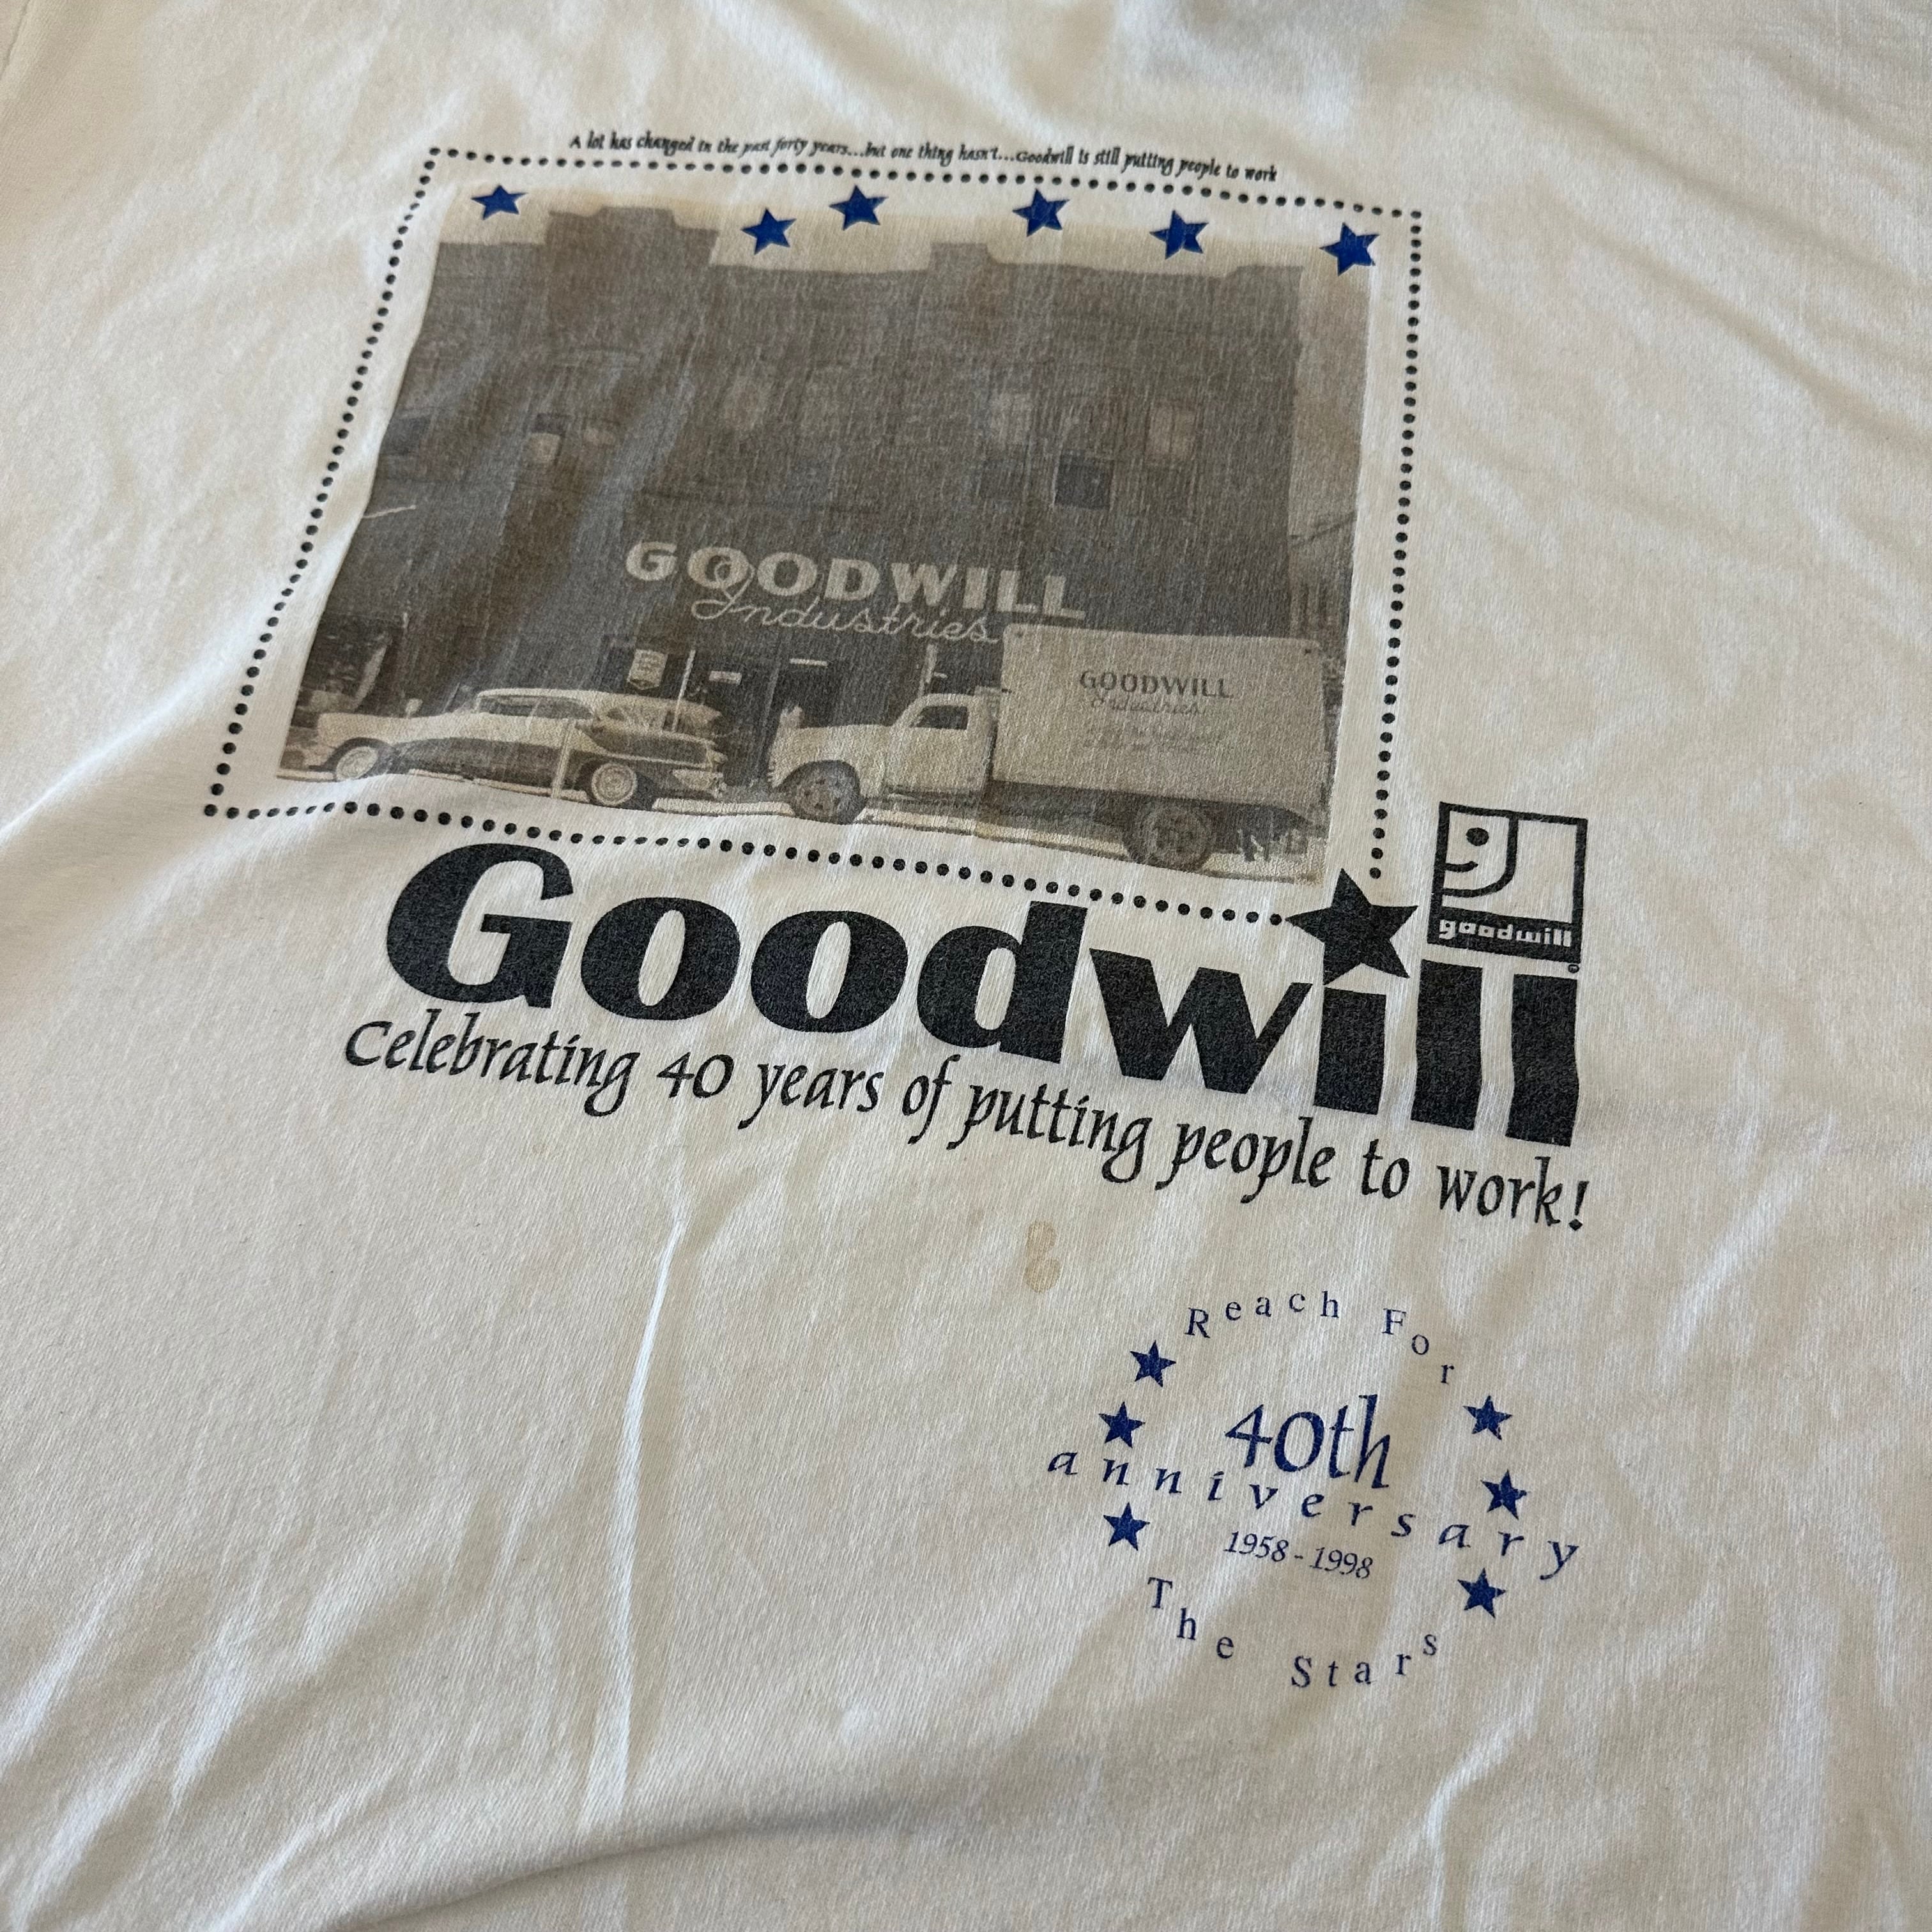 A lot has changed in the past forty years...but one thing hasn't...Goodwill is still putting people to work
GOODWILL
Industries
GOODWILL
Industries
goodwill
Goodwill
Celebrating 40 years of putting people to work!
Reach For
40th
anniversary
1958-1998
The Stars